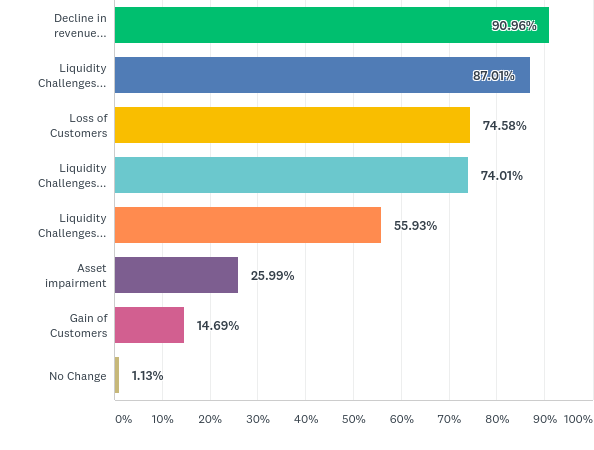 Decline in
revenue...
90.96%
Liquidity
Challenges...
87.01%
Loss of
Customers
74.58%
Liquidity
Challenges...
74.01%
Liquidity
Challenges...
55.93%
Asset
impairment
25.99%
Gain of
Customers
14.69%
No Change
1.13%
0% 10% 20% 30% 40% 50% 60% 70% 80% 90% 100%